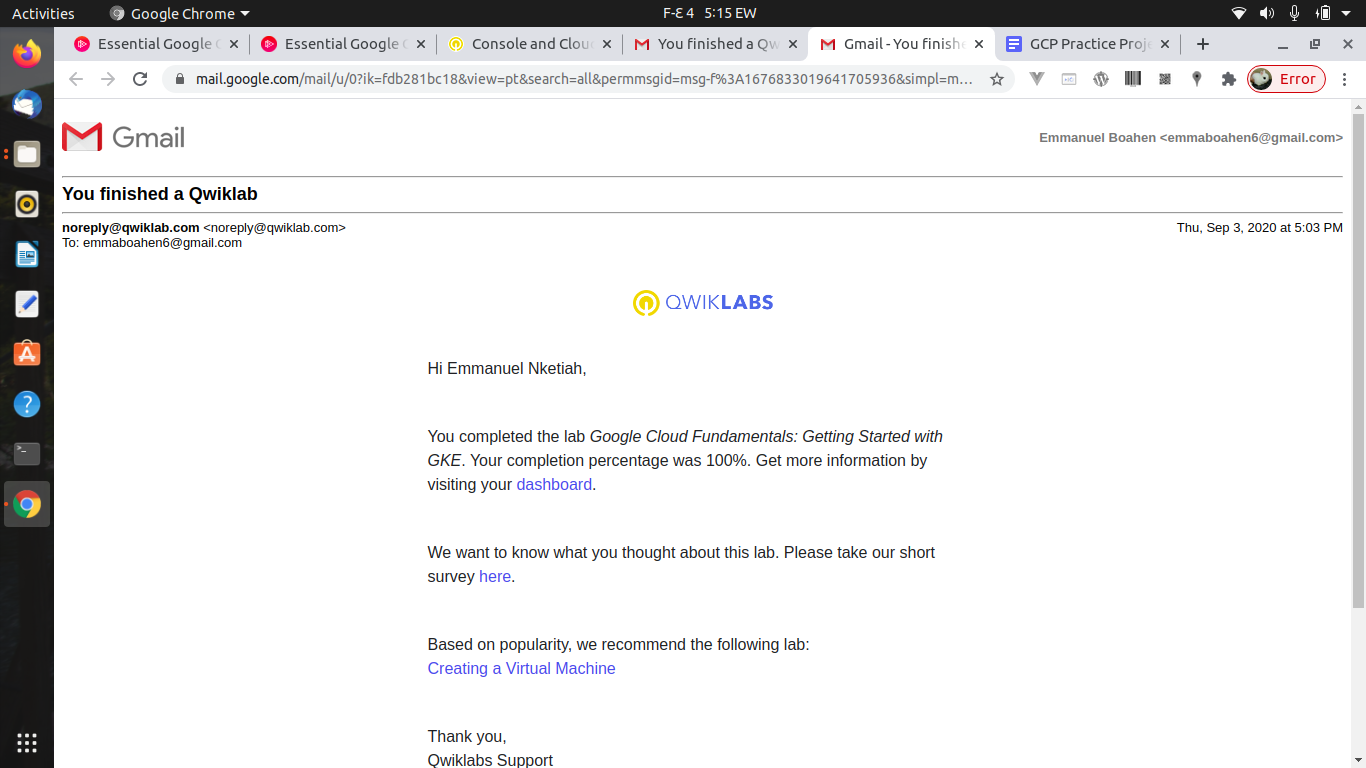 Activities
Google Chrome
F-Ɛ 4 5:15 EW
Essential Google C
Essential Google C
Console and Clou
You finished a Qw
Gmail - You finish
GCP Practice Proj
mail.google.com/mail/u/0?ik=fdb281bc18&view=pt&search=all&permmsgid=msg-f%3A1676833019641705936&simpl=m…
Error
Gmail
Emmanuel Boahen <emmaboahen6@gmail.com>
You finished a Qwiklab
noreply@qwiklab.com <noreply@qwiklab.com>
Thu, Sep 3, 2020 at 5:03 PM
To: emmaboahen6@gmail.com
QWIKLABS
Hi Emmanuel Nketiah,
You completed the lab Google Cloud Fundamentals: Getting Started with
GKE. Your completion percentage was 100%. Get more information by
visiting your dashboard.
We want to know what you thought about this lab. Please take our short
survey here.
Based on popularity, we recommend the following lab:
Creating a Virtual Machine
Thank you,
Qwiklabs Support